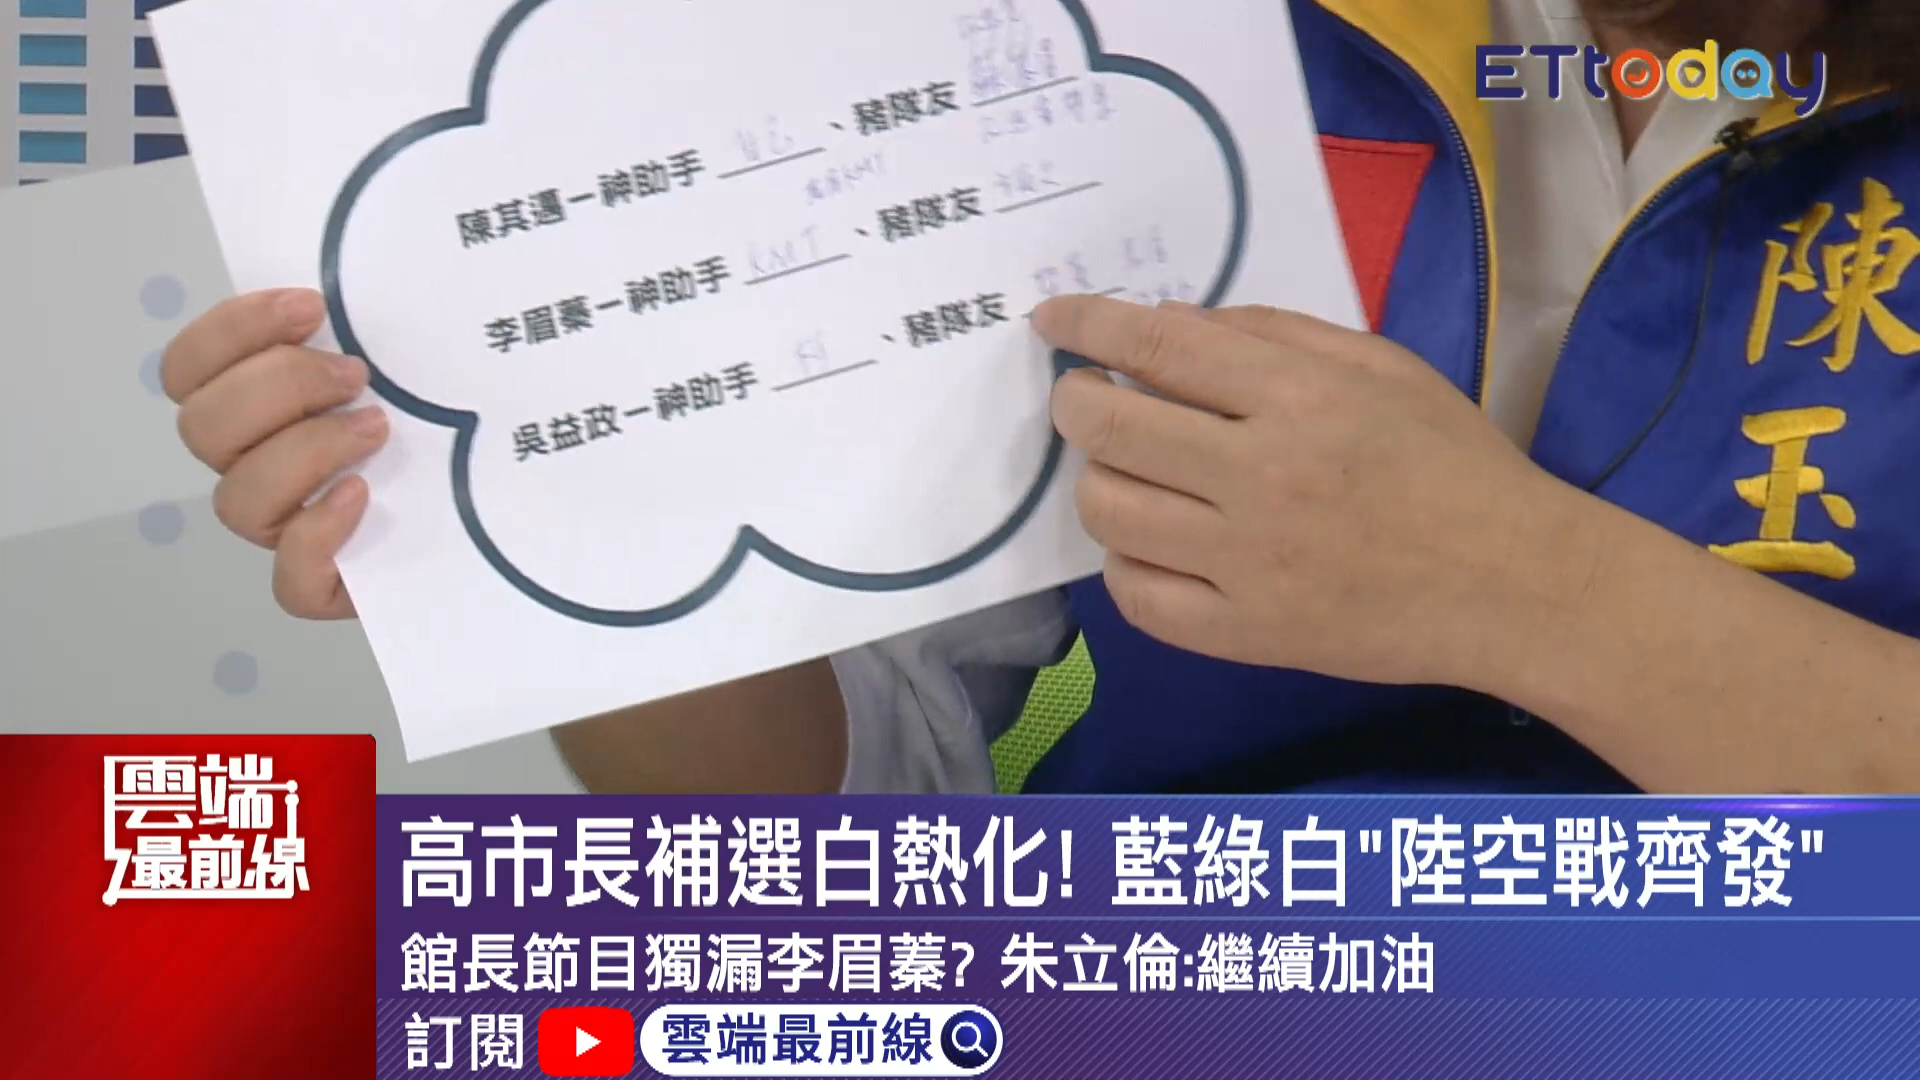 ETtoday
陳其邁－神助手 自己、豬隊友
李眉蓁－神助手 KMT、豬隊友
吳益政－神助手 柯、豬隊友
陳玉
雲端最前線
高市長補選白熱化! 藍綠白"陸空戰齊發"
館長節目獨漏李眉蓁? 朱立倫:繼續加油
訂閱 雲端最前線